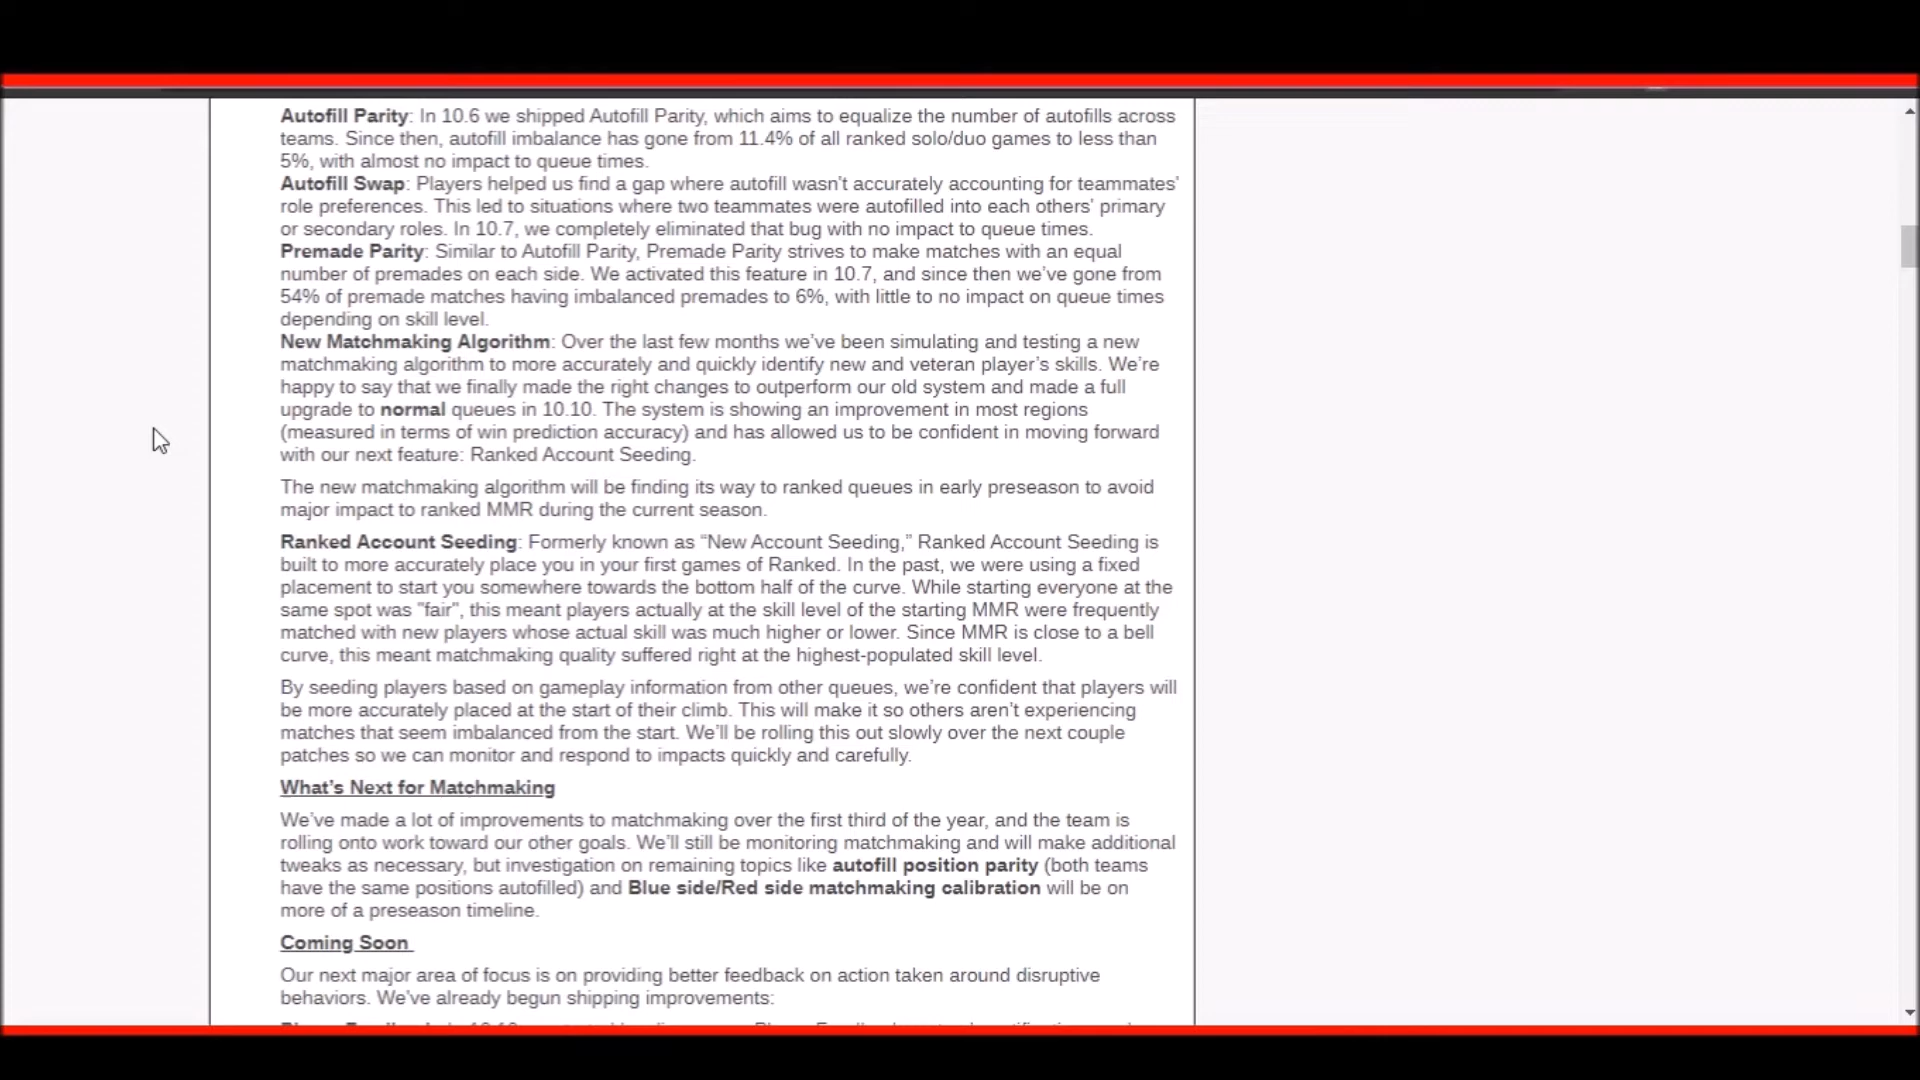 Autofill Parity: In 10.6 we shipped Autofill Parity, which aims to equalize the number of autofills across
teams. Since then, autofill imbalance has gone from 11.4% of all ranked solo/duo games to less than
5%, with almost no impact to queue times.
Autofill Swap: Players helped us find a gap where autofill wasn't accurately accounting for teammates'
role preferences. This led to situations where two teammates were autofilled into each others' primary
or secondary roles. In 10.7, we completely eliminated that bug with no impact to queue times.
Premade Parity: Similar to Autofill Parity, Premade Parity strives to make matches with an equal
number of premades on each side. We activated this feature in 10.7, and since then we've gone from
54% of premade matches having imbalanced premades to 6%, with little to no impact on queue times
depending on skill level.
New Matchmaking Algorithm: Over the last few months we've been simulating and testing a new
matchmaking algorithm to more accurately and quickly identify new and veteran player's skills. We're
happy to say that we finally made the right changes to outperform our old system and made a full
upgrade to normal queues in 10.10. The system is showing an improvement in most regions
(measured in terms of win prediction accuracy) and has allowed us to be confident in moving forward
with our next feature: Ranked Account Seeding.
The new matchmaking algorithm will be finding its way to ranked queues in early preseason to avoid
major impact to ranked MMR during the current season.
Ranked Account Seeding: Formerly known as “New Account Seeding,” Ranked Account Seeding is
built to more accurately place you in your first games of Ranked. In the past, we were using a fixed
placement to start you somewhere towards the bottom half of the curve. While starting everyone at the
same spot was "fair", this meant players actually at the skill level of the starting MMR were frequently
matched with new players whose actual skill was much higher or lower. Since MMR is close to a bell
curve, this meant matchmaking quality suffered right at the highest-populated skill level.
By seeding players based on gameplay information from other queues, we're confident that players will
be more accurately placed at the start of their climb. This will make it so others aren't experiencing
matches that seem imbalanced from the start. We'll be rolling this out slowly over the next couple
patches so we can monitor and respond to impacts quickly and carefully.
What's Next for Matchmaking
We've made a lot of improvements to matchmaking over the first third of the year, and the team is
rolling onto work toward our other goals. We'll still be monitoring matchmaking and will make additional
tweaks as necessary, but investigation on remaining topics like autofill position parity (both teams
have the same positions autofilled) and Blue side/Red side matchmaking calibration will be on
more of a preseason timeline.
Coming Soon
Our next major area of focus is on providing better feedback on action taken around disruptive
behaviors. We've already begun shipping improvements: